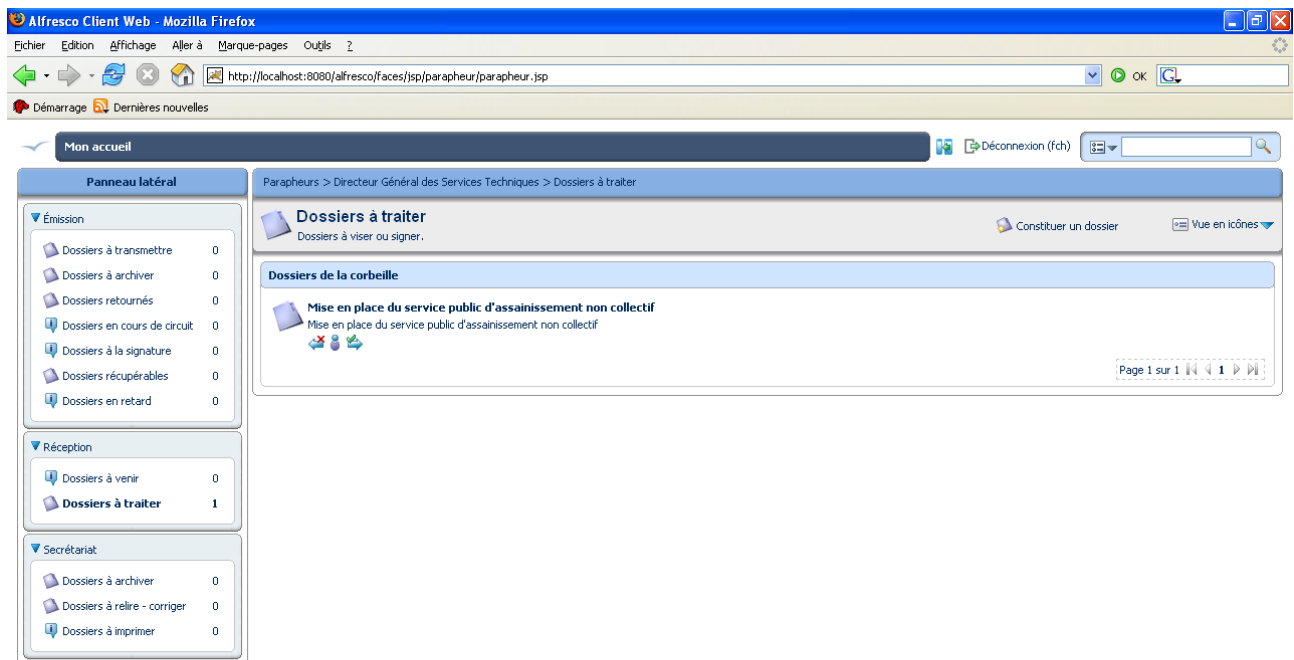 Alfresco Client Web - Mozilla Firefox
Fichier Edition Affichage Aller à Marque-pages Outils ?
http://localhost:8080/alfresco/faces/jsp/parapheur/parapheur.jsp OK G
Démarrage Dernières nouvelles
Mon accueil Déconnexion (fch)
Panneau latéral
Parapheurs > Directeur Général des Services Techniques > Dossiers à traiter
Émission
Dossiers à transmettre 0
Dossiers à archiver 0
Dossiers retournés 0
Dossiers en cours de circuit 0
Dossiers à la signature 0
Dossiers récupérables 0
Dossiers en retard 0
Réception
Dossiers à venir 0
Dossiers à traiter 1
Secrétariat
Dossiers à archiver 0
Dossiers à relire - corriger 0
Dossiers à imprimer 0
Dossiers à traiter
Dossiers à viser ou signer.
Constituer un dossier Vue en icônes
Dossiers de la corbeille
Mise en place du service public d'assainissement non collectif
Mise en place du service public d'assainissement non collectif
Page 1 sur 1 1